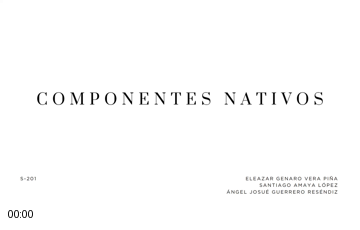 COMPONENTES NATIVOS
S-201
ELEAZAR GENARO VERA PIÑA
SANTIAGO AMAYA LÓPEZ
ÁNGEL JOSUÉ GUERRERO RESÉNDIZ
00:00